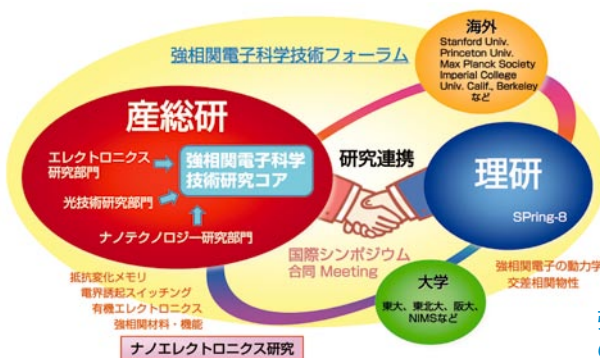 海外
Stanford Univ.
Princeton Univ.
Max Planck Society
Imperial College
Univ. Calif., Berkeley
など
強相関電子科学技術フォーラム
産総研
エレクトロニクス
研究部門
強相関電子科学
技術研究コア
光技術研究部門
ナノテクノロジー研究部門
研究連携
理研
SPring-8
国際シンポジウム
合同 Meeting
抵抗変化メモリ
電界誘起スイッチング
有機エレクトロニクス
強相関材料・機能
大学
東大、東北大、阪大、
NIMSなど
強相関電子の動力学
交差相関物性
ナノエレクトロニクス研究